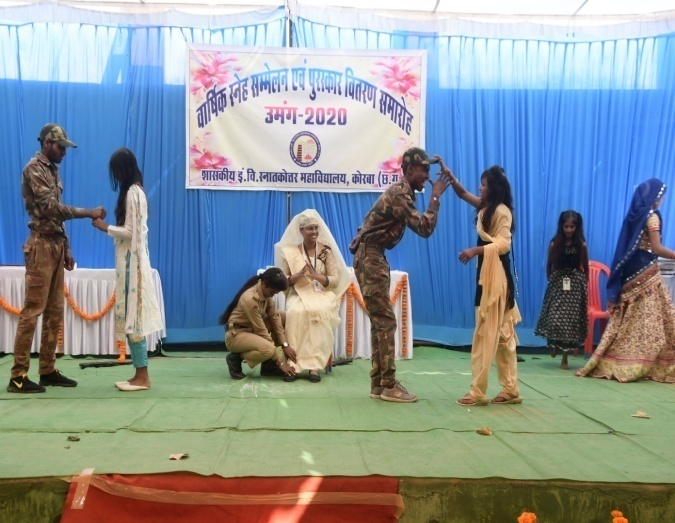 वार्षिक स्नेह सम्मेलन एवं पुरस्कार वितरण समारोह
उमंग-2020
शासकीय इं.वि.स्नातकोत्तर महाविद्यालय, कोरबा (छ.ग